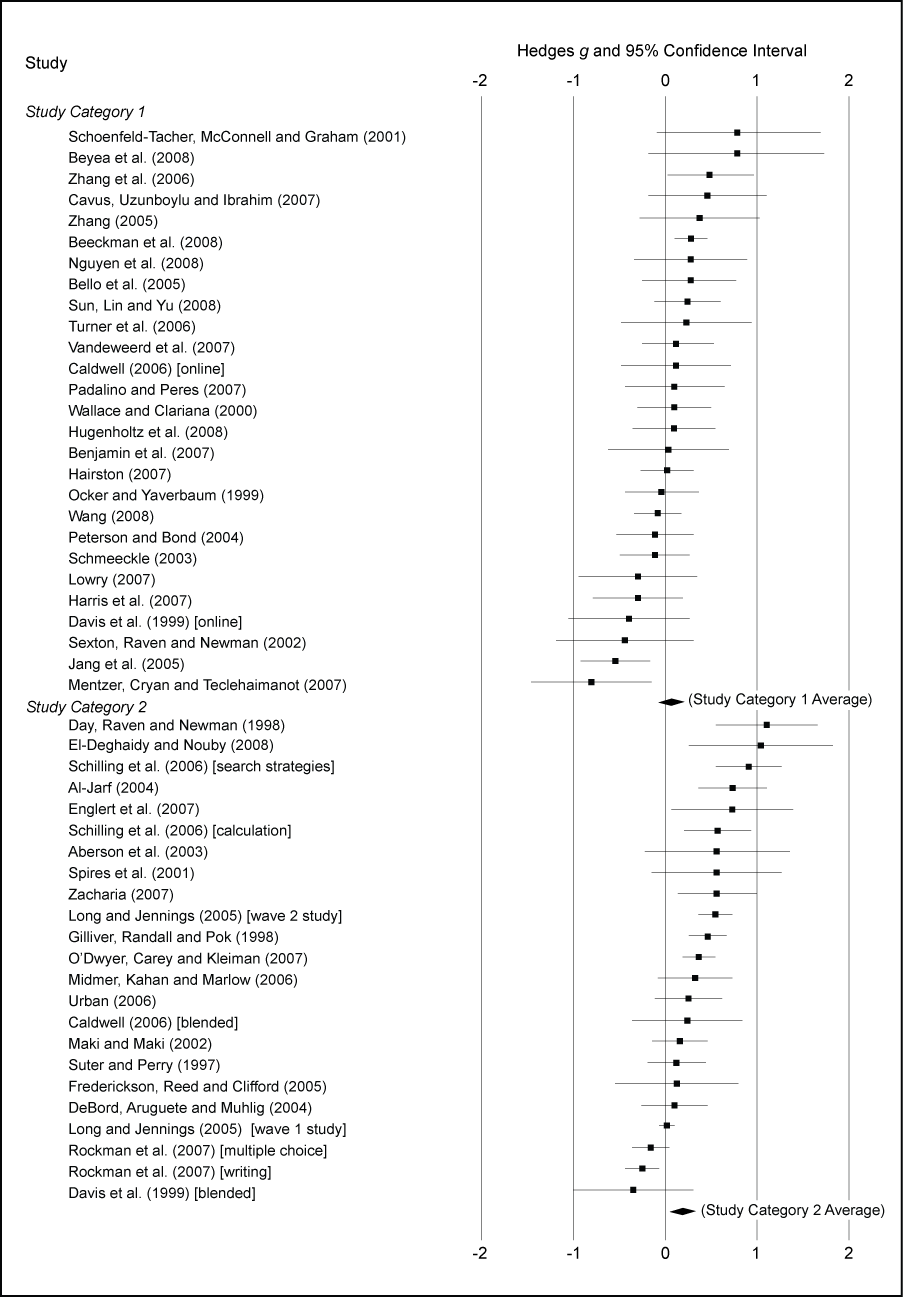 Hedges g and 95% Confidence Interval
Study
-2 -1 0 1 2
Study Category 1
Schoenfeld-Tacher, McConnell and Graham (2001)
Beyea et al. (2008)
Zhang et al. (2006)
Cavus, Uzunboylu and Ibrahim (2007)
Zhang (2005)
Beeckman et al. (2008)
Nguyen et al. (2008)
Bello et al. (2005)
Sun, Lin and Yu (2008)
Turner et al. (2006)
Vandeweerd et al. (2007)
Caldwell (2006) [online]
Padalino and Peres (2007)
Wallace and Clariana (2000)
Hugenholtz et al. (2008)
Benjamin et al. (2007)
Hairston (2007)
Ocker and Yaverbaum (1999)
Wang (2008)
Peterson and Bond (2004)
Schmeeckle (2003)
Lowry (2007)
Harris et al. (2007)
Davis et al. (1999) [online]
Sexton, Raven and Newman (2002)
Jang et al. (2005)
Mentzer, Cryan and Teclehaimanot (2007)
(Study Category 1 Average)
Study Category 2
Day, Raven and Newman (1998)
El-Deghaidy and Nouby (2008)
Schilling et al. (2006) [search strategies]
Al-Jarf (2004)
Englert et al. (2007)
Schilling et al. (2006) [calculation]
Aberson et al. (2003)
Spires et al. (2001)
Zacharia (2007)
Long and Jennings (2005) [wave 2 study]
Gilliver, Randall and Pok (1998)
O’Dwyer, Carey and Kleiman (2007)
Midmer, Kahan and Marlow (2006)
Urban (2006)
Caldwell (2006) [blended]
Maki and Maki (2002)
Suter and Perry (1997)
Frederickson, Reed and Clifford (2005)
DeBord, Aruguete and Muhlig (2004)
Long and Jennings (2005) [wave 1 study]
Rockman et al. (2007) [multiple choice]
Rockman et al. (2007) [writing]
Davis et al. (1999) [blended]
(Study Category 2 Average)
-2 -1 0 1 2